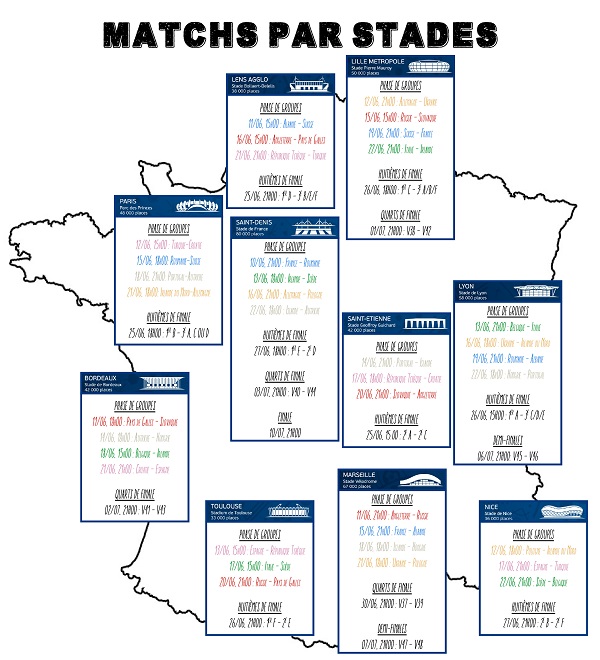 MATCHS PAR STADES
LENS AGGLO
Stade Bollaert-Delelis
38 000 places
PHASE DE GROUPES
11/06, 15H00 : ALBANIE - SUISSE
16/06, 15H00 : ANGLETERRE - PAYS DE GALLES
21/06, 21H00 : RÉPUBLIQUE TCHÈQUE - TURQUIE
HUITIÈMES DE FINALE
25/06, 21H00 : 1ᴱ D - 3 B/E/F
LILLE METROPOLE
Stade Pierre Mauroy
50 000 places
PHASE DE GROUPES
12/06, 21H00 : ALLEMAGNE - UKRAINE
15/06, 15H00 : RUSSIE - SLOVAQUIE
19/06, 21H00 : SUISSE - FRANCE
22/06, 21H00 : ITALIE - IRLANDE
HUITIÈMES DE FINALE
26/06, 18H00 : 1ᴱ C - 3 A/B/F
QUARTS DE FINALE
01/07, 21H00 : V38 - V42
PARIS
Parc des Princes
48 000 places
PHASE DE GROUPES
12/06, 15H00 : TURQUIE - CROATIE
15/06, 18H00 : ROUMANIE - SUISSE
18/06, 21H00 : PORTUGAL - AUTRICHE
21/06, 18H00 : IRLANDE DU NORD - ALLEMAGNE
HUITIÈMES DE FINALE
25/06, 18H00 : 1ᴱ B - 3 A, C OU D
SAINT-DENIS
Stade de France
80 000 places
PHASE DE GROUPES
10/06, 21H00 : FRANCE - ROUMANIE
13/06, 18H00 : IRLANDE - SUÈDE
16/06, 21H00 : ALLEMAGNE - POLOGNE
22/06, 18H00 : ISLANDE - AUTRICHE
HUITIÈMES DE FINALE
27/06, 18H00 : 1ᴱ E - 2ᴱ D
QUARTS DE FINALE
03/07, 21H00 : V40 - V44
FINALE
10/07, 21H00
LYON
Stade de Lyon
58 000 places
PHASE DE GROUPES
13/06, 21H00 : BELGIQUE - ITALIE
16/06, 18H00 : UKRAINE - IRLANDE DU NORD
19/06, 21H00 : ROUMANIE - ALBANIE
22/06, 18H00 : HONGRIE - PORTUGAL
HUITIÈMES DE FINALE
26/06, 15H00 : 1ᴱ A - 3 C/D/E
DEMI-FINALES
06/07, 21H00 : V45 - V46
SAINT-ETIENNE
Stade Geoffroy Guichard
42 000 places
PHASE DE GROUPES
14/06, 21H00 : PORTUGAL - ISLANDE
17/06, 18H00 : RÉPUBLIQUE TCHÈQUE - CROATIE
20/06, 21H00 : SLOVAQUIE - ANGLETERRE
HUITIÈMES DE FINALE
25/06, 15H00 : 2ᴱ A - 2ᴱ C
BORDEAUX
Stade de Bordeaux
42 000 places
PHASE DE GROUPES
11/06, 18H00 : PAYS DE GALLES - SLOVAQUIE
14/06, 18H00 : AUTRICHE - HONGRIE
18/06, 15H00 : BELGIQUE - IRLANDE
21/06, 21H00 : CROATIE - ESPAGNE
QUARTS DE FINALE
02/07, 21H00 : V41 - V43
MARSEILLE
Stade Vélodrome
67 000 places
PHASE DE GROUPES
11/06, 21H00 : ANGLETERRE - RUSSIE
15/06, 21H00 : FRANCE - ALBANIE
18/06, 18H00 : ISLANDE - HONGRIE
21/06, 18H00 : UKRAINE - POLOGNE
QUARTS DE FINALE
30/06, 21H00 : V37 - V39
DEMI-FINALES
07/07, 21H00 : V47 - V48
TOULOUSE
Stadium de Toulouse
33 000 places
PHASE DE GROUPES
13/06, 15H00 : ESPAGNE - RÉPUBLIQUE TCHÈQUE
17/06, 15H00 : ITALIE - SUÈDE
20/06, 21H00 : RUSSIE - PAYS DE GALLES
HUITIÈMES DE FINALE
26/06, 21H00 : 1ᴱ F - 2ᴱ E
NICE
Stade de Nice
36 000 places
PHASE DE GROUPES
12/06, 18H00 : POLOGNE - IRLANDE DU NORD
17/06, 21H00 : ESPAGNE - TURQUIE
22/06, 21H00 : SUÈDE - BELGIQUE
HUITIÈMES DE FINALE
27/06, 21H00 : 2ᴱ B - 2ᴱ F